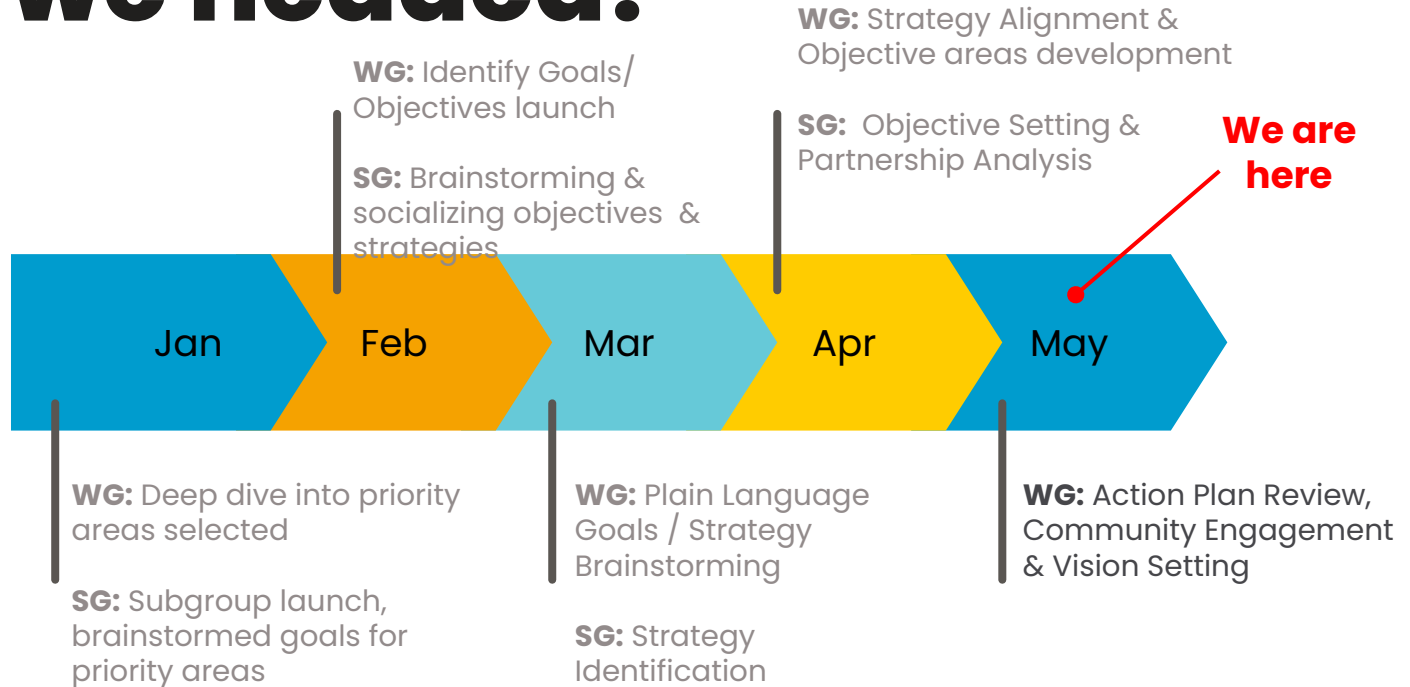 we needed?
WG: Identify Goals/
Objectives launch
SG: Brainstorming &
socializing objectives  &
strategies
WG: Strategy Alignment &
Objective areas development
SG:  Objective Setting &
Partnership Analysis
We are
here
Jan
Feb
Mar
Apr
May
WG: Deep dive into priority
areas selected
SG: Subgroup launch,
brainstormed goals for
priority areas
WG: Plain Language
Goals / Strategy
Brainstorming
SG: Strategy
Identification
WG: Action Plan Review,
Community Engagement
& Vision Setting